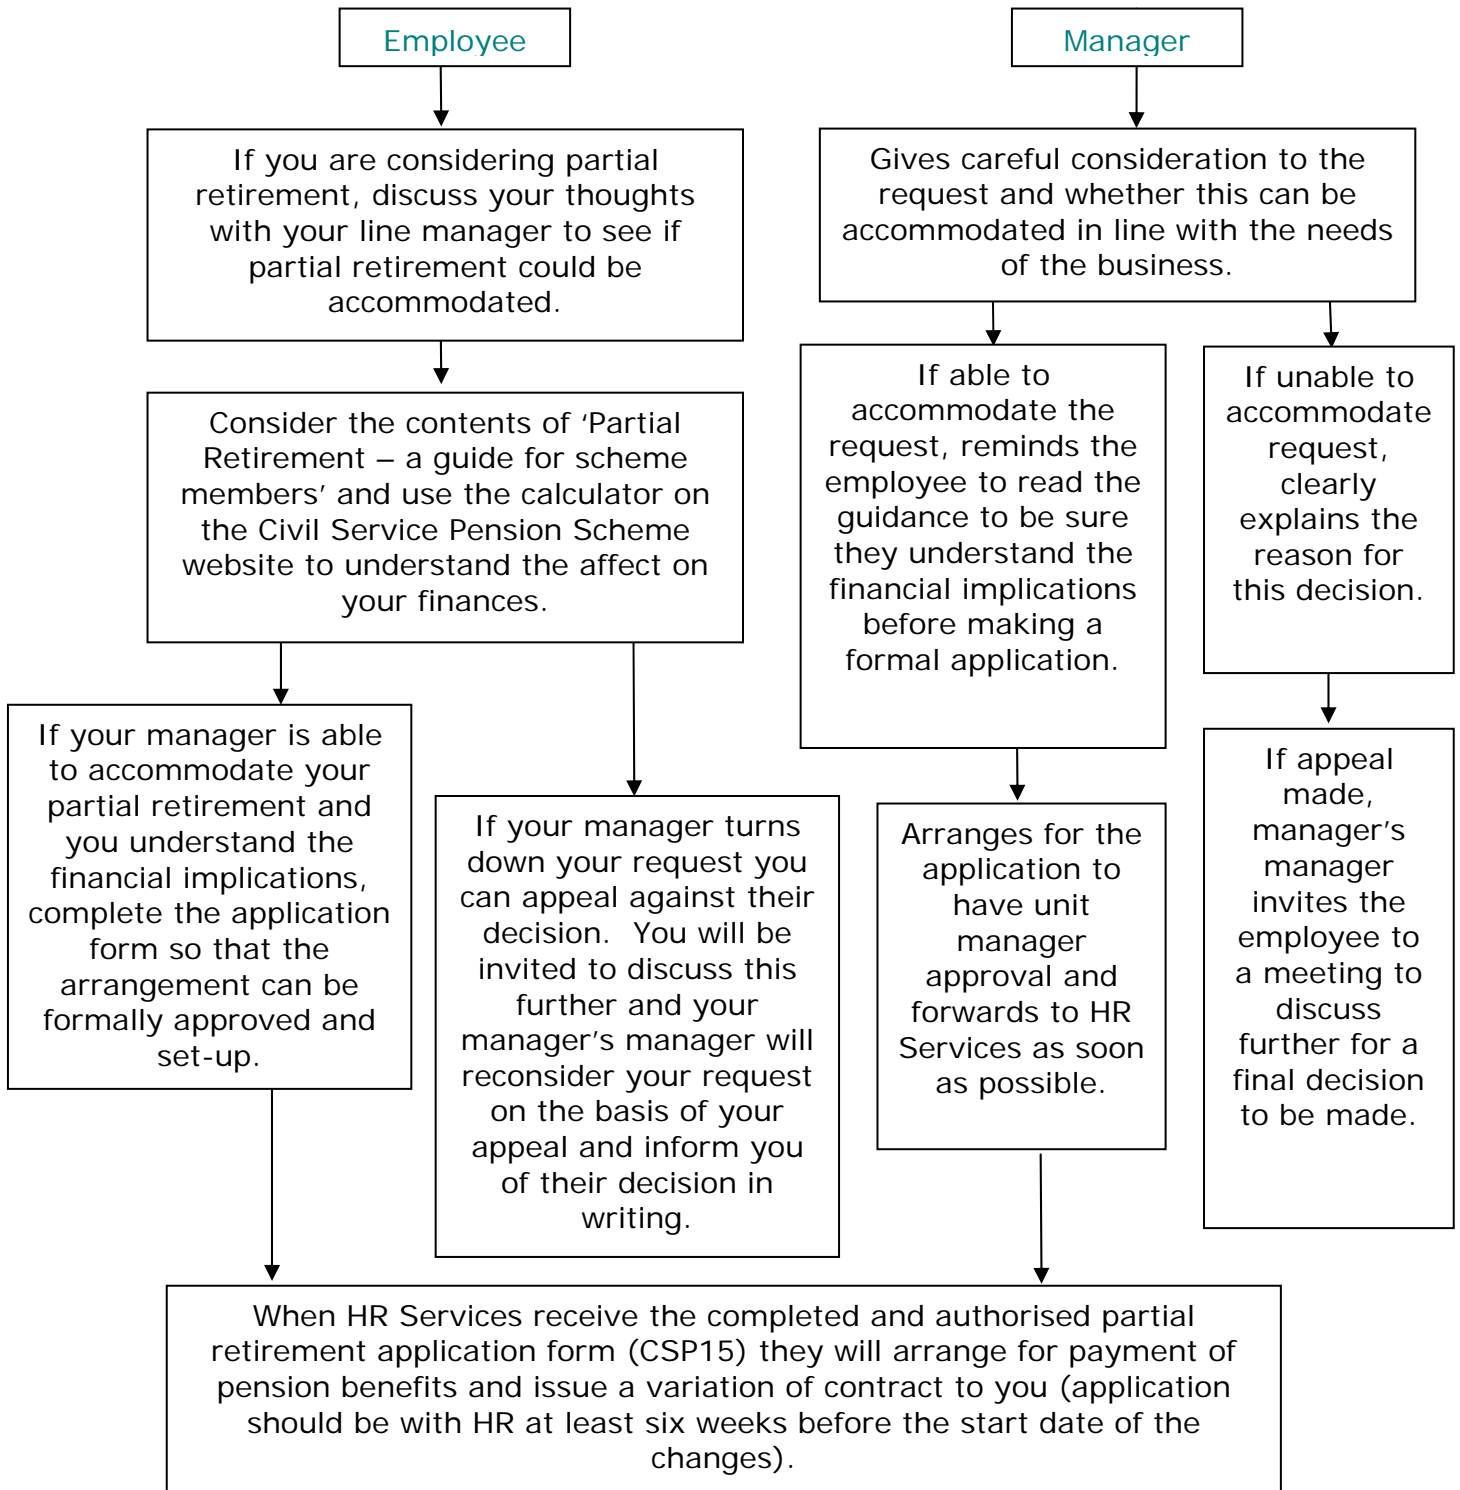 Employee
If you are considering partial
retirement, discuss your thoughts
with your line manager to see if
partial retirement could be
accommodated.
Consider the contents of ‘Partial
Retirement – a guide for scheme
members’ and use the calculator on
the Civil Service Pension Scheme
website to understand the affect on
your finances.
If your manager is able
to accommodate your
partial retirement and
you understand the
financial implications,
complete the application
form so that the
arrangement can be
formally approved and
set-up.
If your manager turns
down your request you
can appeal against their
decision.  You will be
invited to discuss this
further and your
manager’s manager will
reconsider your request
on the basis of your
appeal and inform you
of their decision in
writing.
Manager
Gives careful consideration to the
request and whether this can be
accommodated in line with the needs
of the business.
If able to
accommodate the
request, reminds the
employee to read the
guidance to be sure
they understand the
financial implications
before making a
formal application.
Arranges for the
application to
have unit
manager
approval and
forwards to HR
Services as soon
as possible.
If unable to
accommodate
request,
clearly
explains the
reason for
this decision.
If appeal
made,
manager’s
manager
invites the
employee to
a meeting to
discuss
further for a
final decision
to be made.
When HR Services receive the completed and authorised partial
retirement application form (CSP15) they will arrange for payment of
pension benefits and issue a variation of contract to you (application
should be with HR at least six weeks before the start date of the
changes).